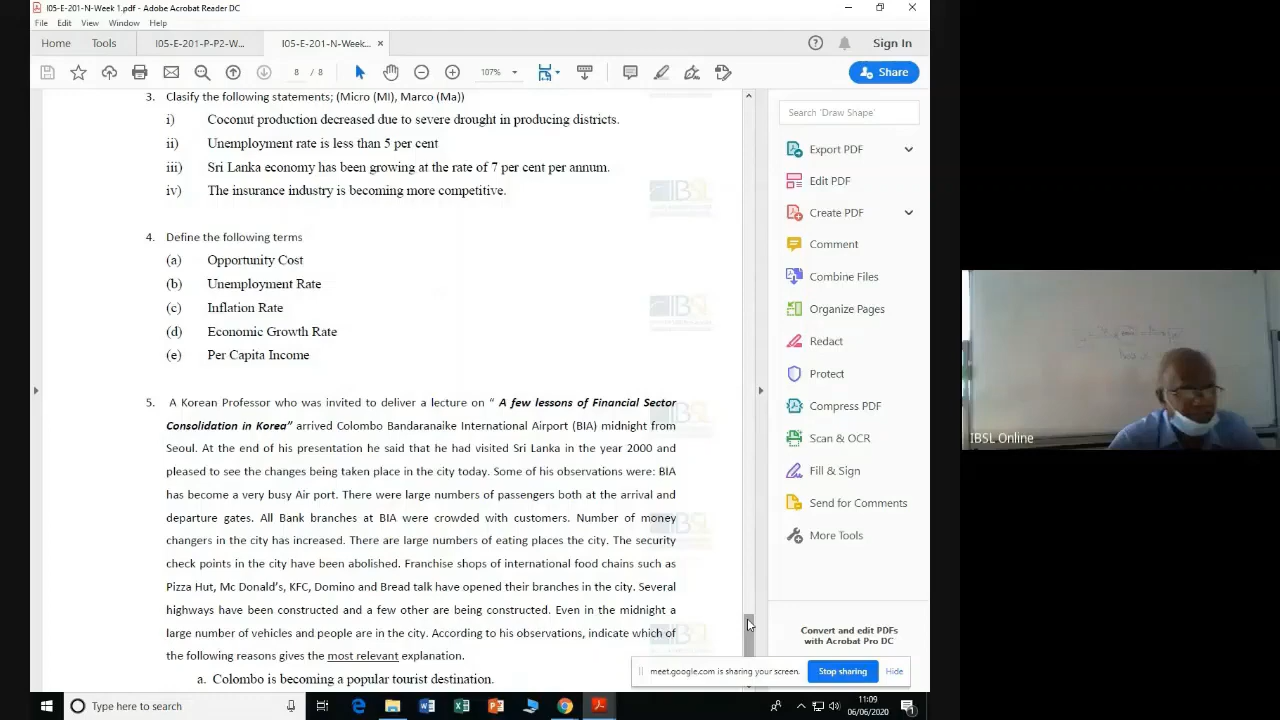 I05-E-201-N-Week 1.pdf - Adobe Acrobat Reader DC
File Edit View Window Help
Home Tools I05-E-201-P-P2-W... I05-E-201-N-Week... × Sign In
8 / 8 107% Share
3. Clasify the following statements; (Micro (MI), Marco (Ma))
i) Coconut production decreased due to severe drought in producing districts.
ii) Unemployment rate is less than 5 per cent
iii) Sri Lanka economy has been growing at the rate of 7 per cent per annum.
iv) The insurance industry is becoming more competitive.
4. Define the following terms
(a) Opportunity Cost
(b) Unemployment Rate
(c) Inflation Rate
(d) Economic Growth Rate
(e) Per Capita Income
5. A Korean Professor who was invited to deliver a lecture on “ A few lessons of Financial Sector
Consolidation in Korea” arrived Colombo Bandaranaike International Airport (BIA) midnight from
Seoul. At the end of his presentation he said that he had visited Sri Lanka in the year 2000 and
pleased to see the changes being taken place in the city today. Some of his observations were: BIA
has become a very busy Air port. There were large numbers of passengers both at the arrival and
departure gates. All Bank branches at BIA were crowded with customers. Number of money
changers in the city has increased. There are large numbers of eating places the city. The security
check points in the city have been abolished. Franchise shops of international food chains such as
Pizza Hut, Mc Donald’s, KFC, Domino and Bread talk have opened their branches in the city. Several
highways have been constructed and a few other are being constructed. Even in the midnight a
large number of vehicles and people are in the city. According to his observations, indicate which of
the following reasons gives the most relevant explanation.
a. Colombo is becoming a popular tourist destination.
IBSL
IBSL
IBSL
IBSL
IBSL
Search 'Draw Shape'
Export PDF
Edit PDF
Create PDF
Comment
Combine Files
Organize Pages
Redact
Protect
Compress PDF
Scan & OCR
Fill & Sign
Send for Comments
More Tools
Convert and edit PDFs
with Acrobat Pro DC
meet.google.com is sharing your screen. Stop sharing Hide
Type here to search
11:09
06/06/2020
IBSL Online